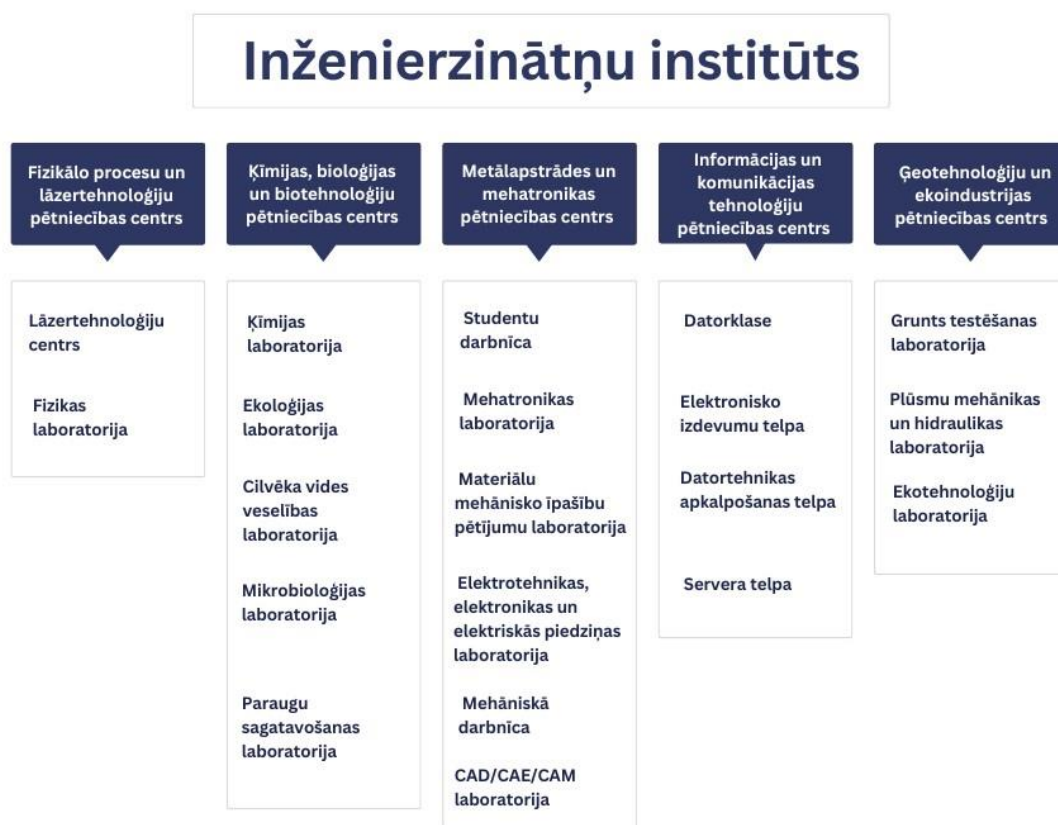 Inženierzinātņu institūts
Fizikālo procesu un
lāzertehnoloģiju
pētniecības centrs
Ķīmijas, bioloģijas
un biotehnoloģiju
pētniecības centrs
Metālapstrādes un
mehatronikas
pētniecības centrs
Informācijas un
komunikācijas
tehnoloģiju
pētniecības centrs
Ģeotehnoloģiju un
ekoindustrijas
pētniecības centrs
Lāzertehnoloģiju
centrs
Fizikas
laboratorija
Ķīmijas
laboratorija
Ekoloģijas
laboratorija
Cilvēka vides
veselības
laboratorija
Mikrobioloģijas
laboratorija
Paraugu
sagatavošanas
laboratorija
Studentu
darbnīca
Mehatronikas
laboratorija
Materiālu
mehānisko īpašību
pētījumu laboratorija
Elektrotehnikas,
elektronikas un
elektriskās piedziņas
laboratorija
Mehāniskā
darbnīca
CAD/CAE/CAM
laboratorija
Datorklase
Elektronisko
izdevumu telpa
Datortehnikas
apkalpošanas telpa
Servera telpa
Grunts testēšanas
laboratorija
Plūsmu mehānikas
un hidraulikas
laboratorija
Ekotehnoloģiju
laboratorija